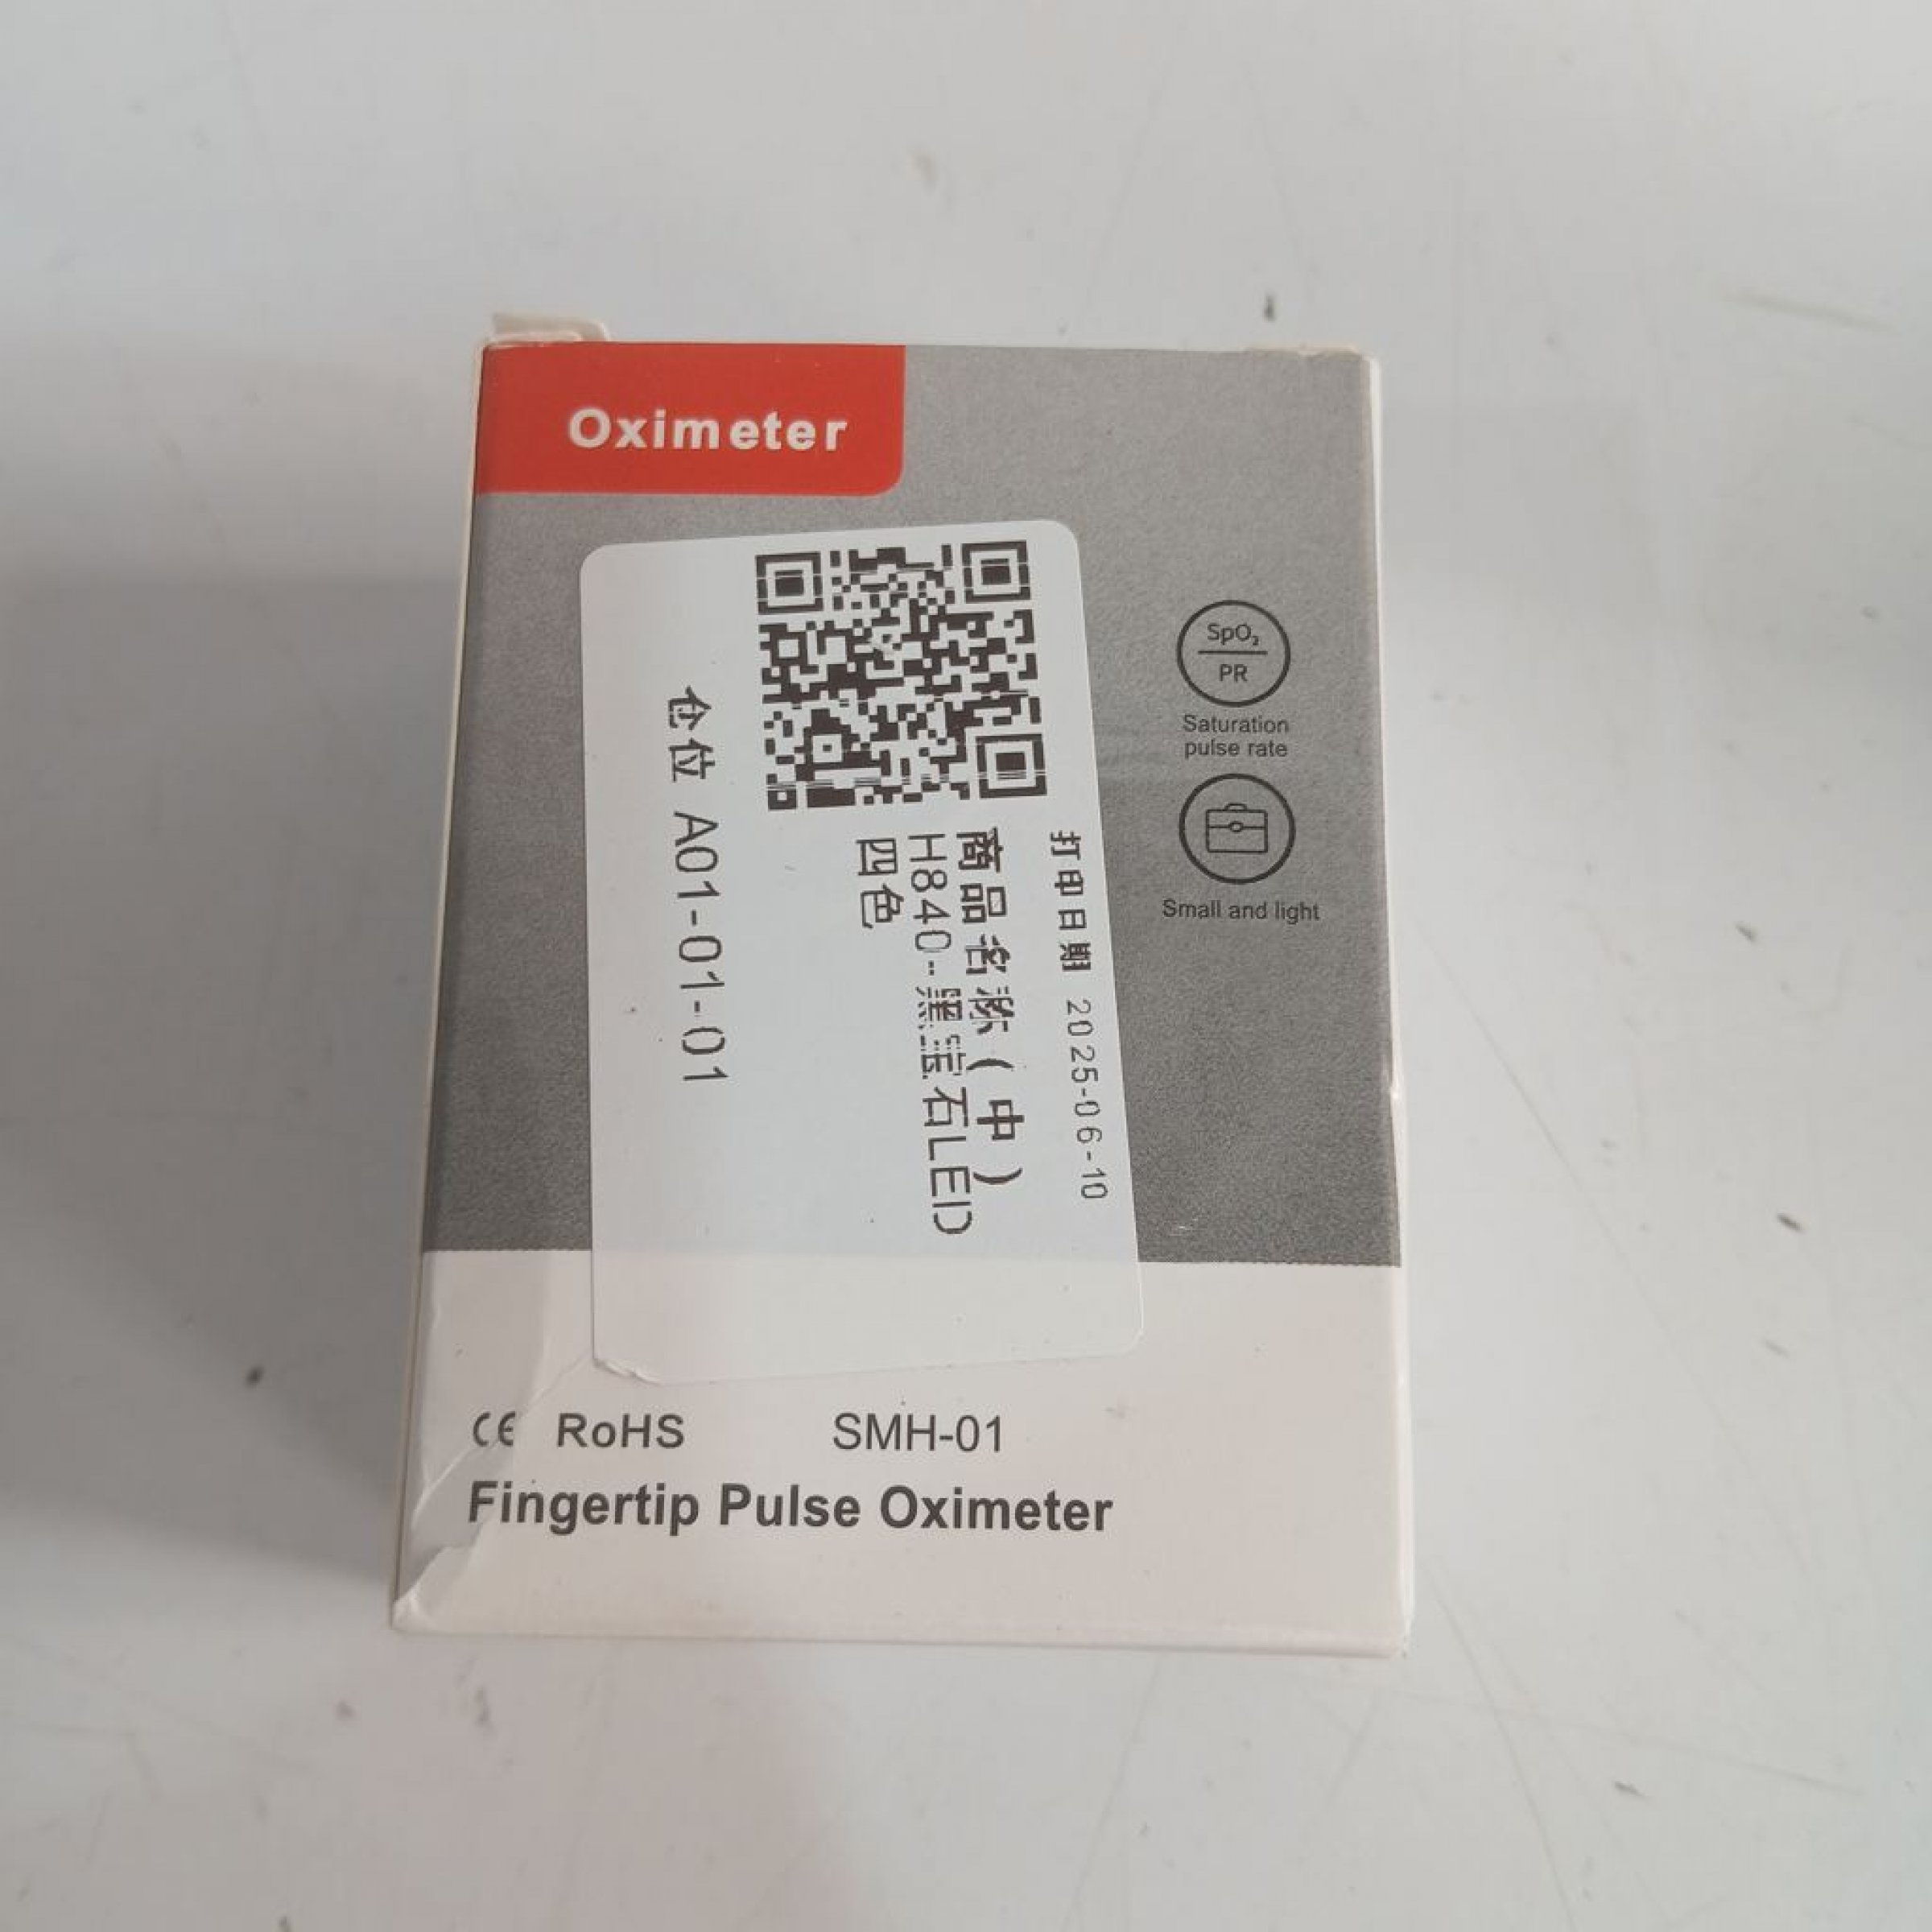 Oximeter
SpO₂
PR
Saturation
pulse rate
Small and light
打印日期 2025-06-10
商品名称(中)
H840-黑宝石LED
四色
仓位 A01-01-01
CE RoHS SMH-01
Fingertip Pulse Oximeter